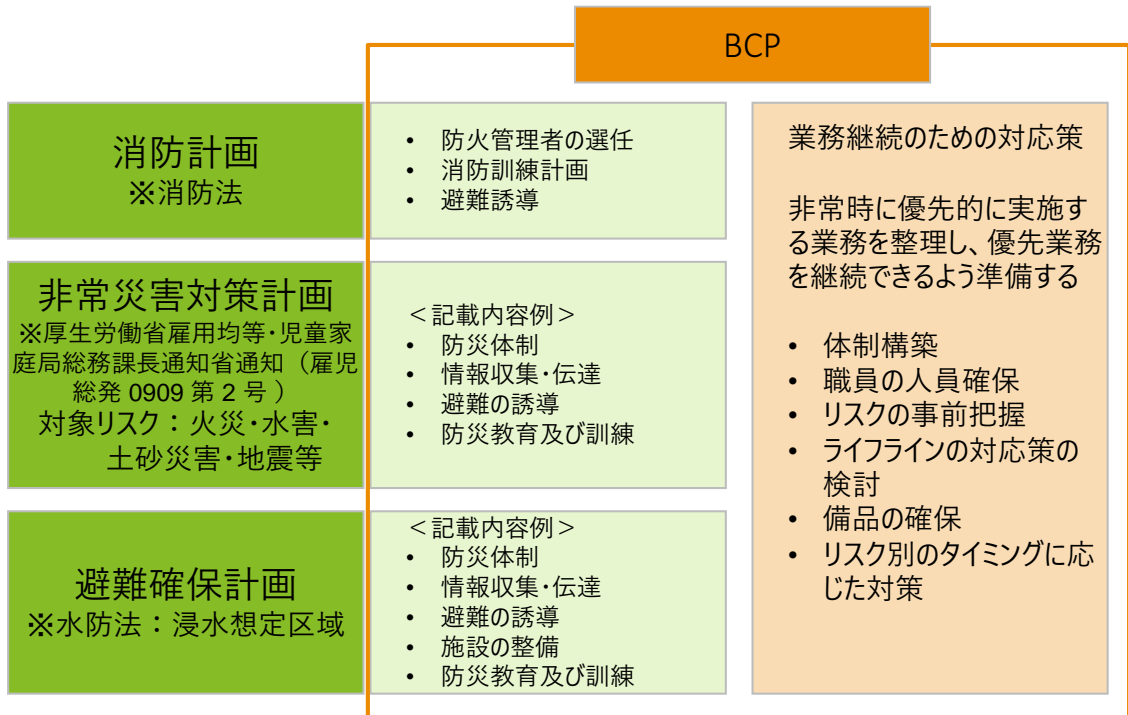 BCP
消防計画
※消防法
• 防火管理者の選任
• 消防訓練計画
• 避難誘導
非常災害対策計画
※厚生労働省雇用均等・児童家
庭局総務課長通知省通知（雇児
総発 0909 第 2 号 ）
対象リスク：火災・水害・
土砂災害・地震等
＜記載内容例＞
• 防災体制
• 情報収集・伝達
• 避難の誘導
• 防災教育及び訓練
避難確保計画
※水防法：浸水想定区域
＜記載内容例＞
• 防災体制
• 情報収集・伝達
• 避難の誘導
• 施設の整備
• 防災教育及び訓練
業務継続のための対応策
非常時に優先的に実施す
る業務を整理し、優先業務
を継続できるよう準備する
• 体制構築
• 職員の人員確保
• リスクの事前把握
• ライフラインの対応策の
検討
• 備品の確保
• リスク別のタイミングに応
じた対策